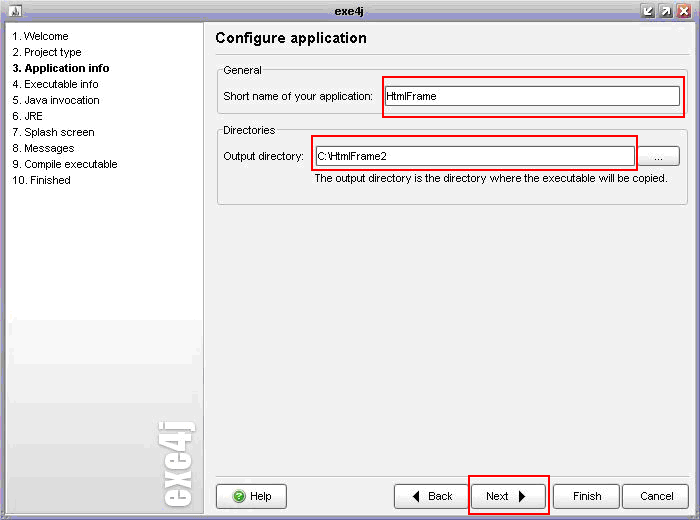 exe4j
1. Welcome
2. Project type
3. Application info
4. Executable info
5. Java invocation
6. JRE
7. Splash screen
8. Messages
9. Compile executable
10. Finished
exe4j
Configure application
General
Short name of your application: HtmlFrame
Directories
Output directory: C:\HtmlFrame2 ...
The output directory is the directory where the executable will be copied.
Help Back Next Finish Cancel